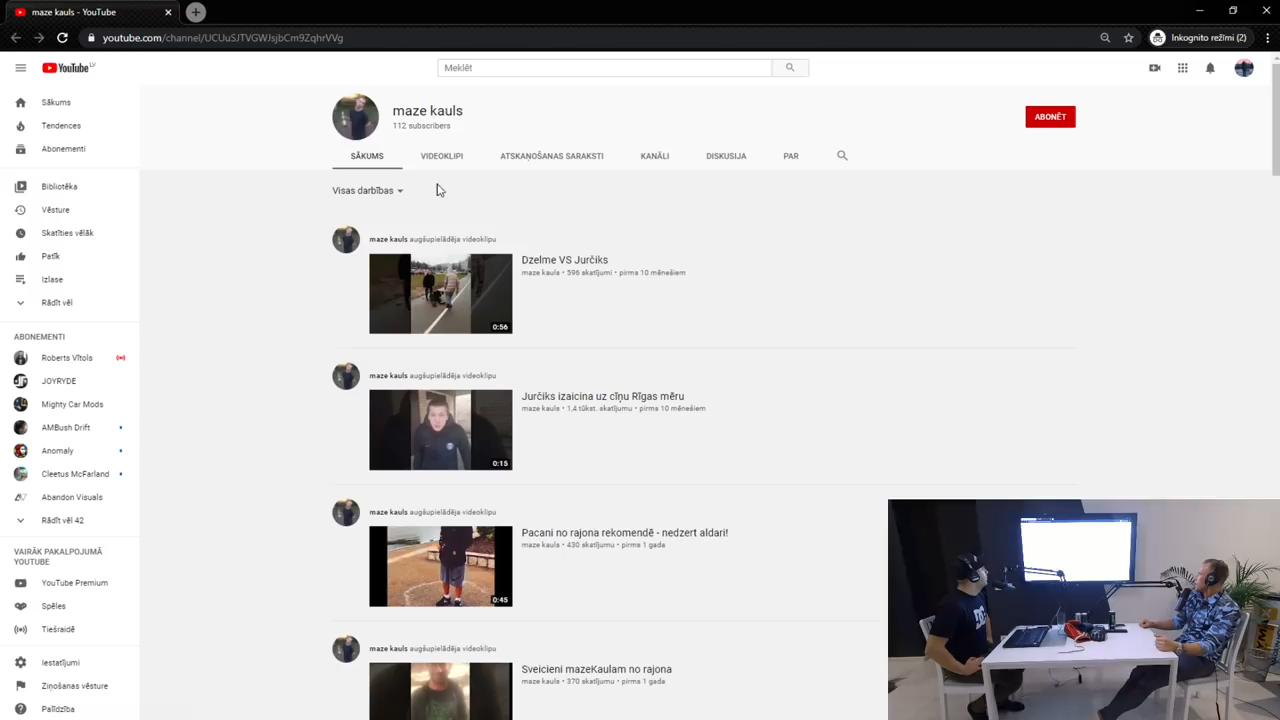 maze kauls - YouTube
youtube.com/channel/UCUuSJTVGWJsjbCm9ZqhrVVg
Inkognito režīmi (2)
YouTube LV
Meklēt
Sākums
Tendences
Abonementi
Bibliotēka
Vēsture
Skatīties vēlāk
Patīk
Izlase
Rādīt vēl
ABONEMENTI
Roberts Vītols
JOYRYDE
Mighty Car Mods
AMBush Drift
Anomaly
Cleetus McFarland
Abandon Visuals
Rādīt vēl 42
VAIRĀK PAKALPOJUMĀ
YOUTUBE
YouTube Premium
Spēles
Tiešraidē
Iestatījumi
Ziņošanas vēsture
Palīdzība
maze kauls
112 subscribers
ABONĒT
SĀKUMS
VIDEOKLIPI
ATSKAŅOŠANAS SARAKSTI
KANĀLI
DISKUSIJA
PAR
Visas darbības
maze kauls augšupielādēja videoklipu
0:56
Dzelme VS Jurčiks
maze kauls • 596 skatījumi • pirms 10 mēnešiem
maze kauls augšupielādēja videoklipu
0:15
Jurčiks izaicina uz cīņu Rīgas mēru
maze kauls • 1,4 tūkst. skatījumu • pirms 10 mēnešiem
maze kauls augšupielādēja videoklipu
0:45
Pacani no rajona rekomendē - nedzert aldari!
maze kauls • 430 skatījumu • pirms 1 gada
maze kauls augšupielādēja videoklipu
Sveicieni mazeKaulam no rajona
maze kauls • 370 skatījumu • pirms 1 gada